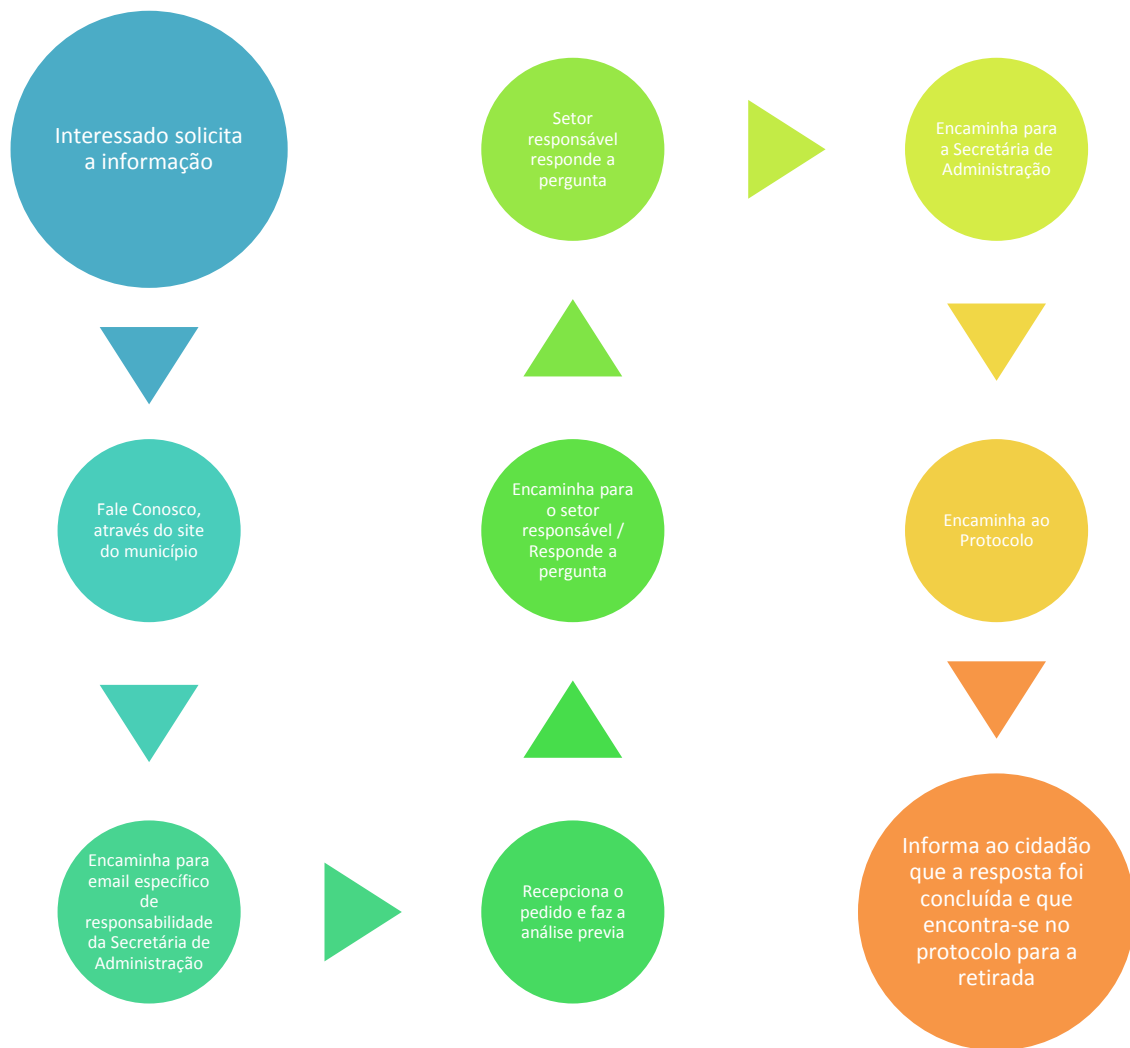 Interessado solicita
a informação
Fale Conosco,
através do site
do município
Encaminha para
email específico
de
responsabilidade
da Secretária de
Administração
Recepciona o
pedido e faz a
análise previa
Encaminha para
o setor
responsável /
Responde a
pergunta
Setor
responsável
responde a
pergunta
Encaminha para
a Secretária de
Administração
Encaminha ao
Protocolo
Informa ao cidadão
que a resposta foi
concluída e que
encontra-se no
protocolo para a
retirada